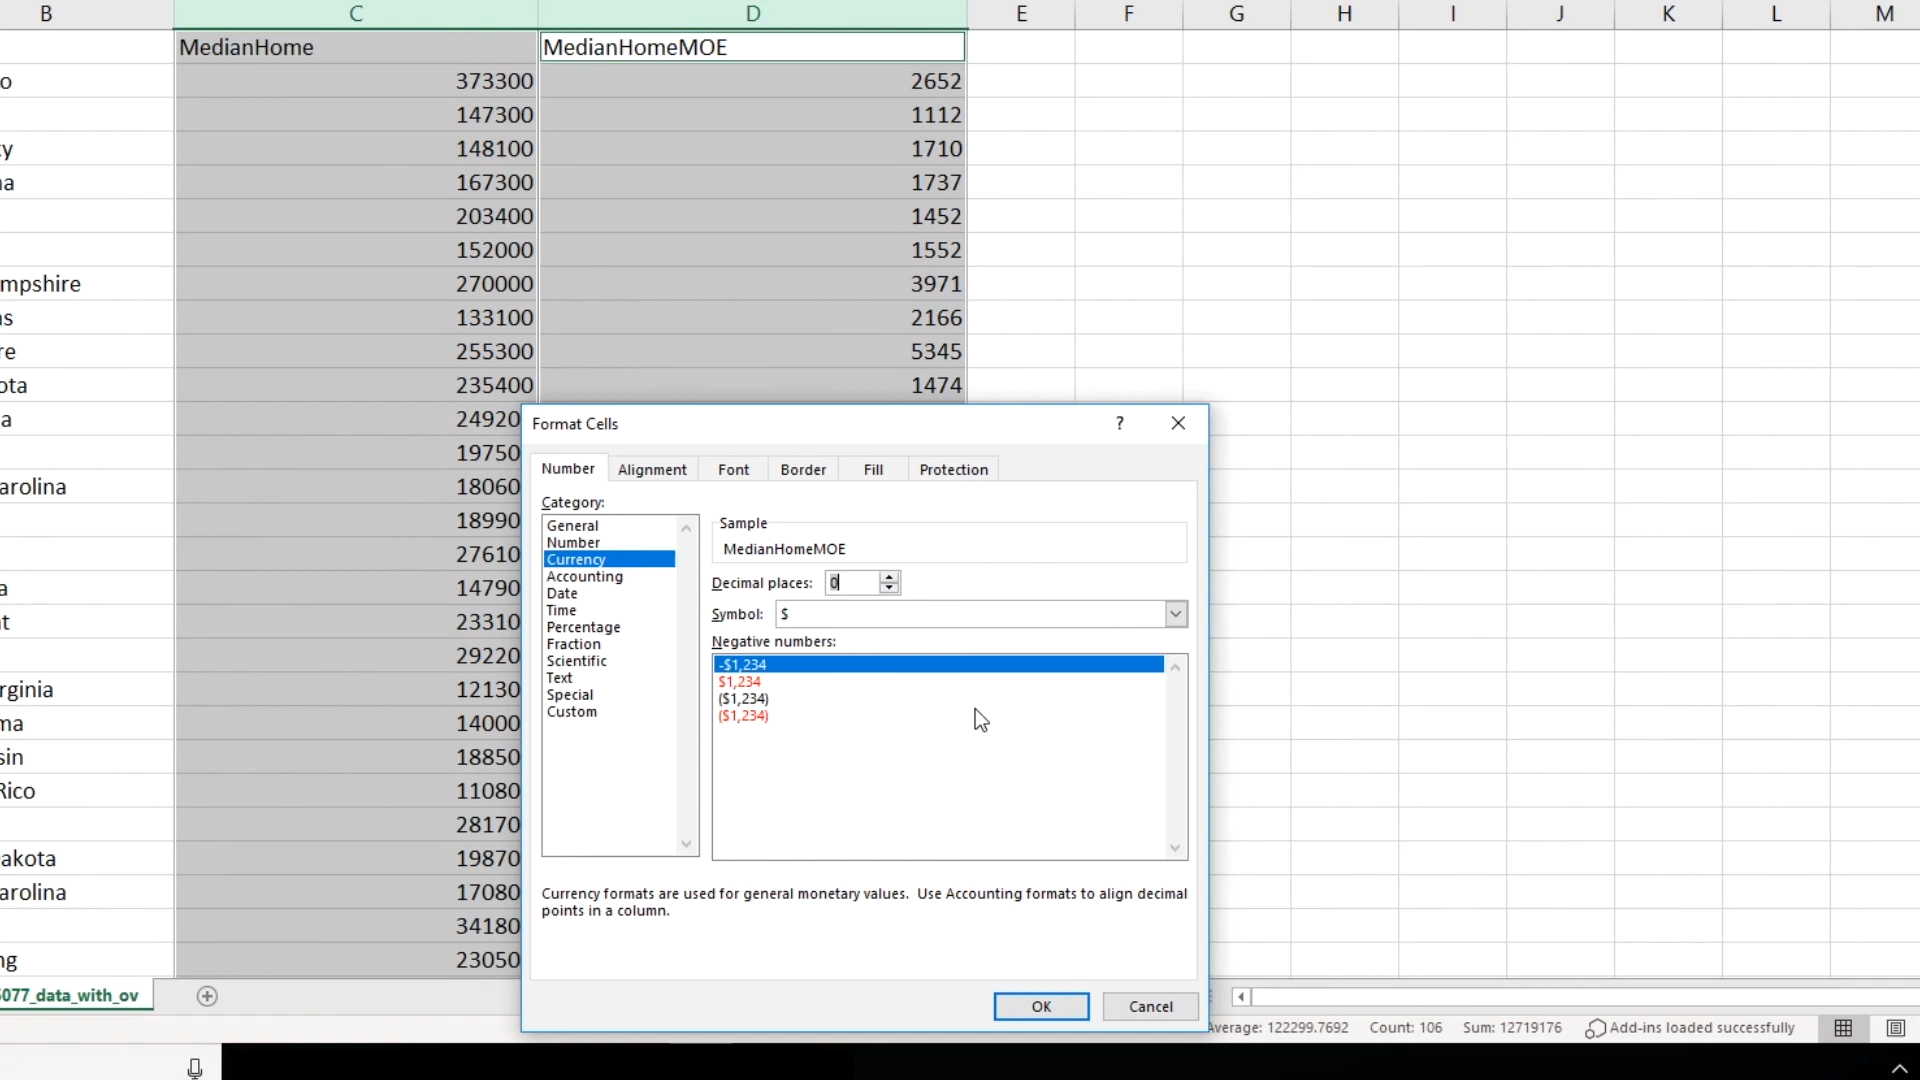 B C D E F G H I J K L M
MedianHome MedianHomeMOE
o 373300 2652
147300 1112
ky 148100 1710
na 167300 1737
203400 1452
152000 1552
mpshire 270000 3971
as 133100 2166
re 255300 5345
ota 235400 1474
a 24920
19750
arolina 18060
18990
27610
a 14790
t 23310
29220
rginia 12130
ma 14000
sin 18850
Rico 11080
28170
akota 19870
arolina 17080
34180
ng 23050
Format Cells ?
Number Alignment Font Border Fill Protection
Category:
General
Number
Currency
Accounting
Date
Time
Percentage
Fraction
Scientific
Text
Special
Custom
Sample
MedianHomeMOE
Decimal places: 0
Symbol: $
Negative numbers:
-$1,234
$1,234
($1,234)
($1,234)
Currency formats are used for general monetary values.  Use Accounting formats to align decimal
points in a column.
OK Cancel
5077_data_with_ov
Average: 122299.7692 Count: 106 Sum: 12719176 Add-ins loaded successfully